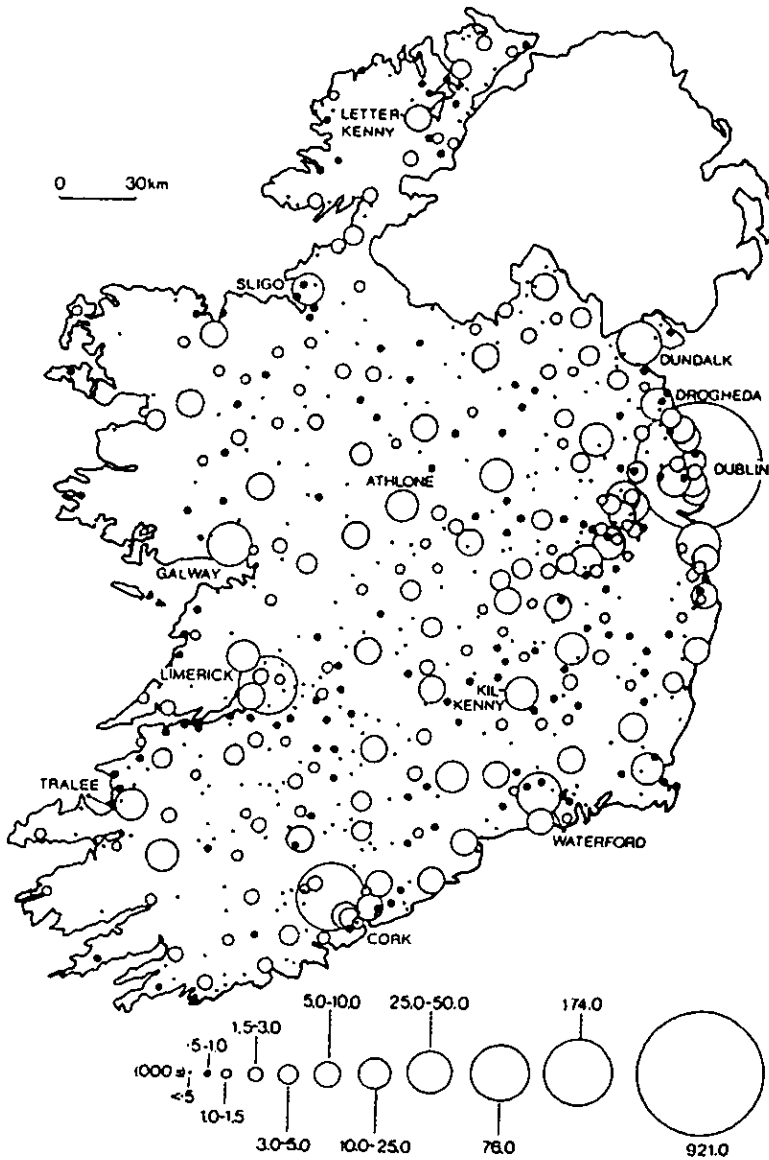 LETTER
KENNY
0 30km
SLIGO
DUNDALK
DROGHEDA
DUBLIN
ATHLONE
GALWAY
LIMERICK
KIL
KENNY
TRALEE
WATERFORD
CORK
5.0-10.0 25.0-50.0 174.0
1.5-3.0
.5-1.0
(000 s)
<.5
1.0-1.5
3.0-5.0 10.0-25.0 76.0 921.0